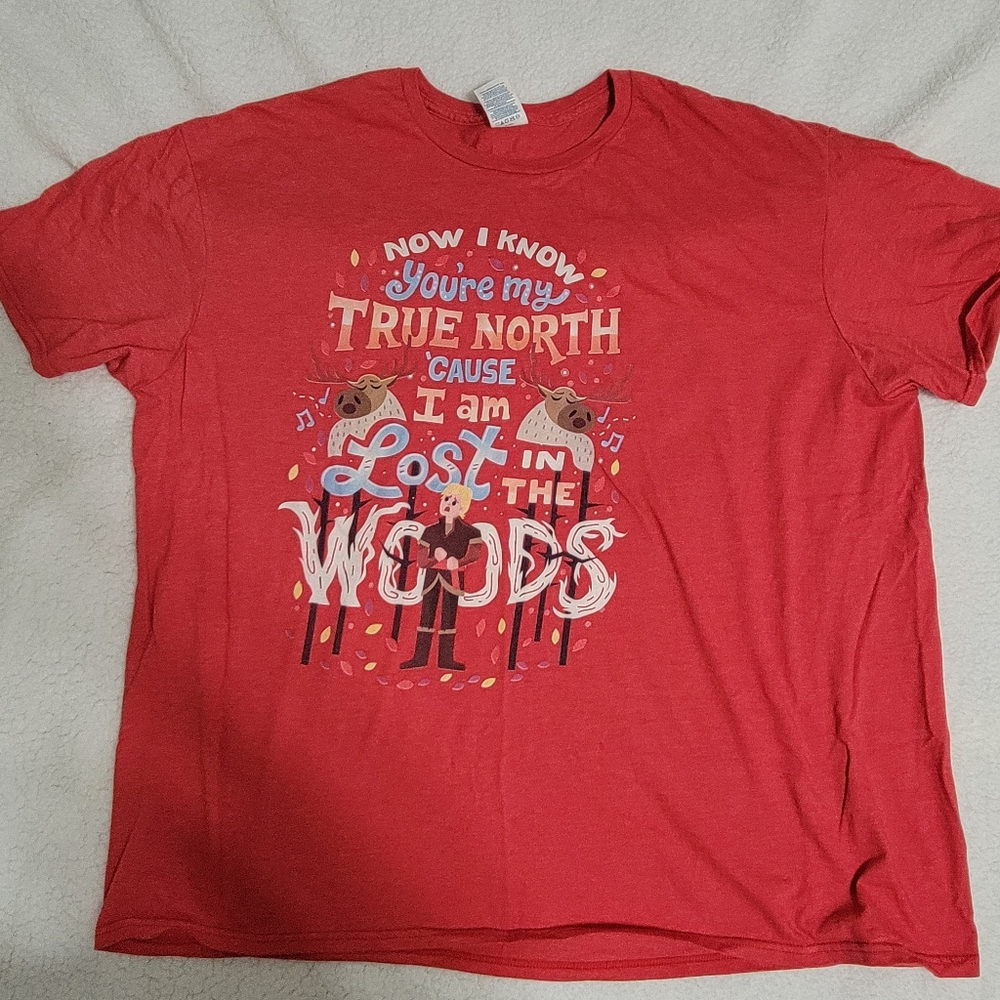 NOW I KNOW
you're my
TRUE NORTH
'CAUSE
I am
Lost IN
THE
WOODS